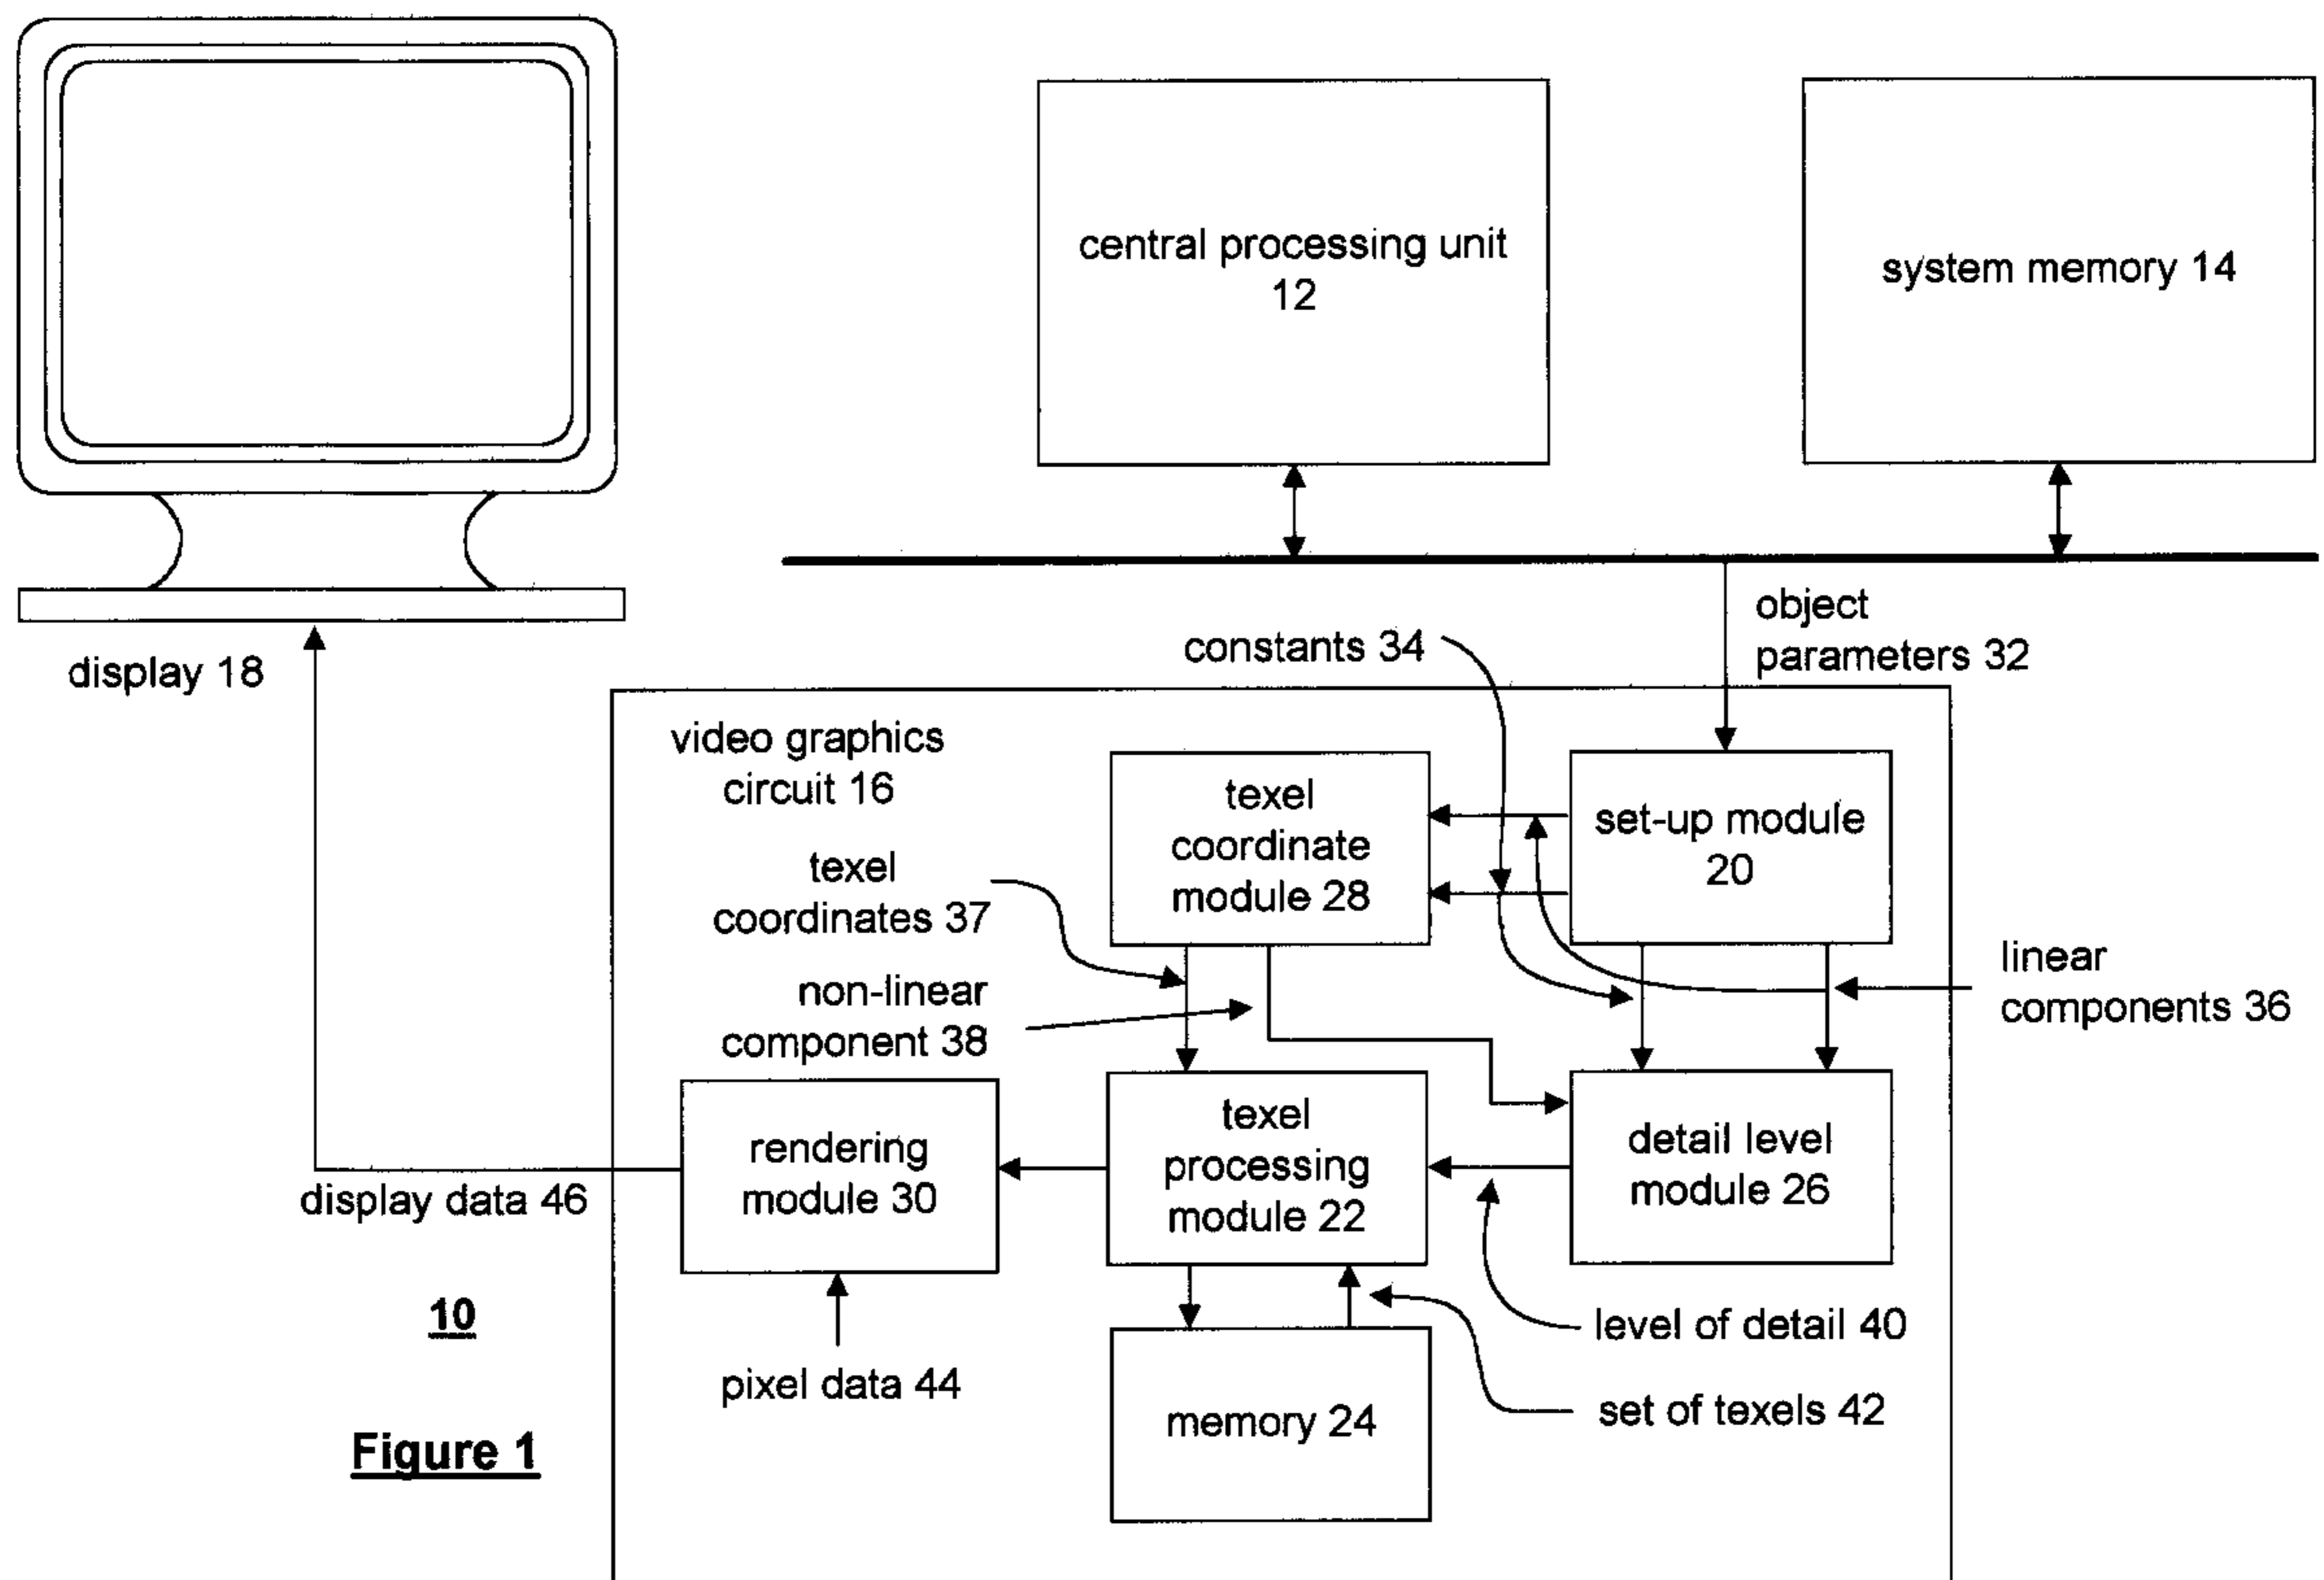 central processing unit
12
system memory 14
display 18
constants 34
object
parameters 32
video graphics
circuit 16
texel
coordinate
module 28
set-up module
20
texel
coordinates 37
non-linear
component 38
linear
components 36
rendering
module 30
texel
processing
module 22
detail level
module 26
display data 46
level of detail 40
pixel data 44
set of texels 42
memory 24
10
Figure 1